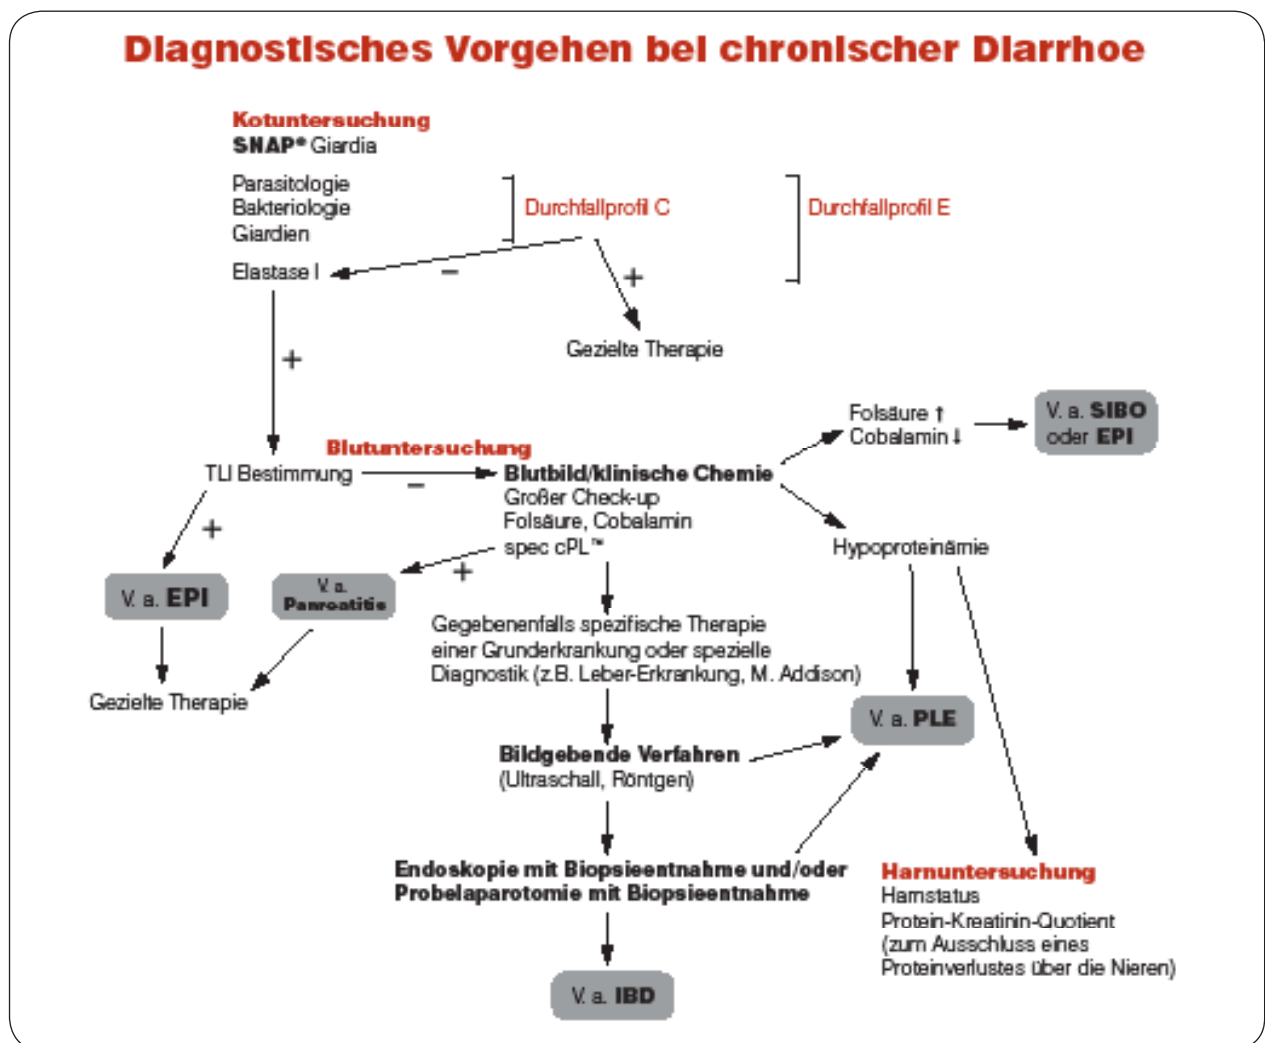 Diagnostisches Vorgehen bei chronischer Diarrhoe
Kotuntersuchung
SNAP® Giardia
Parasitologie
Bakteriologie
Giardien
Durchfallprofil C
Durchfallprofil E
Elastase I
–
+
Gezielte Therapie
+
Folsäure ↑
Cobalamin ↓
V. a. SIBO
oder EPI
Blutuntersuchung
TLI Bestimmung
–
Blutbild/klinische Chemie
Großer Check-up
Folsäure, Cobalamin
spec cPL™
+
+
Hypoproteinämie
V. a. EPI
V. a.
Pankreatitis
Gegebenenfalls spezifische Therapie
einer Grunderkrankung oder spezielle
Diagnostik (z.B. Leber-Erkrankung, M. Addison)
Gezielte Therapie
V. a. PLE
Bildgebende Verfahren
(Ultraschall, Röntgen)
Endoskopie mit Biopsieentnahme und/oder
Probelaparotomie mit Biopsieentnahme
Harnuntersuchung
Harnstatus
Protein-Kreatinin-Quotient
(zum Ausschluss eines
Proteinverlustes über die Nieren)
V. a. IBD